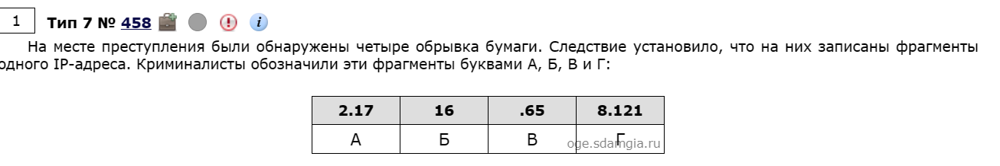 1 Тип 7 № 458 i
На месте преступления были обнаружены четыре обрывка бумаги. Следствие установило, что на них записаны фрагменты
одного IP-адреса. Криминалисты обозначили эти фрагменты буквами А, Б, В и Г:
2.17 16 .65 8.121
А Б В Г
oge.sdamgia.ru